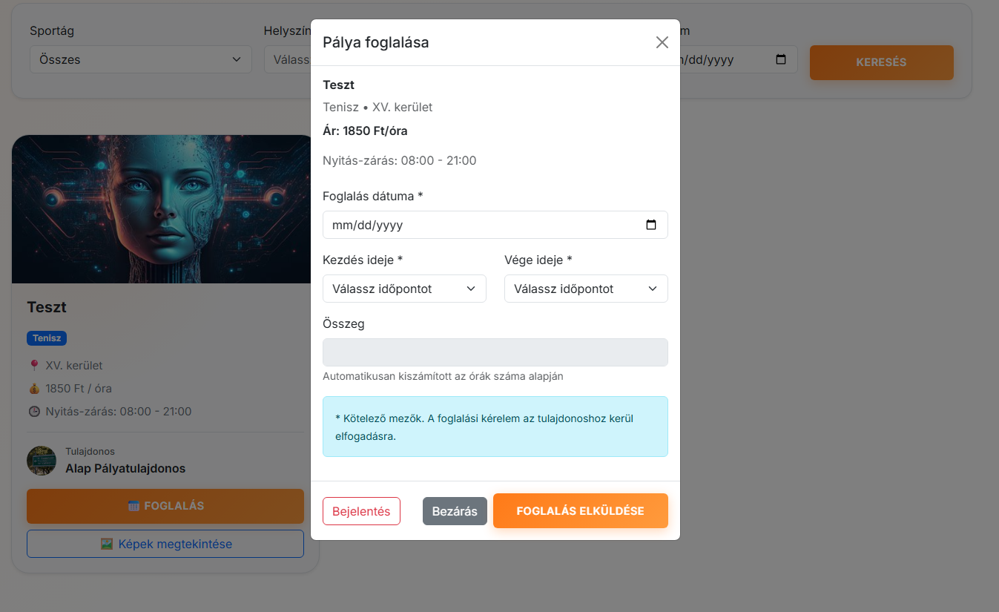 Sportág
Helyszín
m
Összes
Válass
m/dd/yyyy
KERESÉS
Pálya foglalása
Teszt
Tenisz • XV. kerület
Ár: 1850 Ft/óra
Nyitás-zárás: 08:00 - 21:00
Foglalás dátuma *
mm/dd/yyyy
Kezdés ideje *
Vége ideje *
Válassz időpontot
Válassz időpontot
Összeg
Automatikusan kiszámított az órák száma alapján
* Kötelező mezők. A foglalási kérelem az tulajdonoshoz kerül
elfogadásra.
Bejelentés
Bezárás
FOGLALÁS ELKÜLDÉSE
Teszt
Tenisz
XV. kerület
1850 Ft / óra
Nyitás-zárás: 08:00 - 21:00
Tulajdonos
Alap Pályatulajdonos
FOGLALÁS
Képek megtekintése